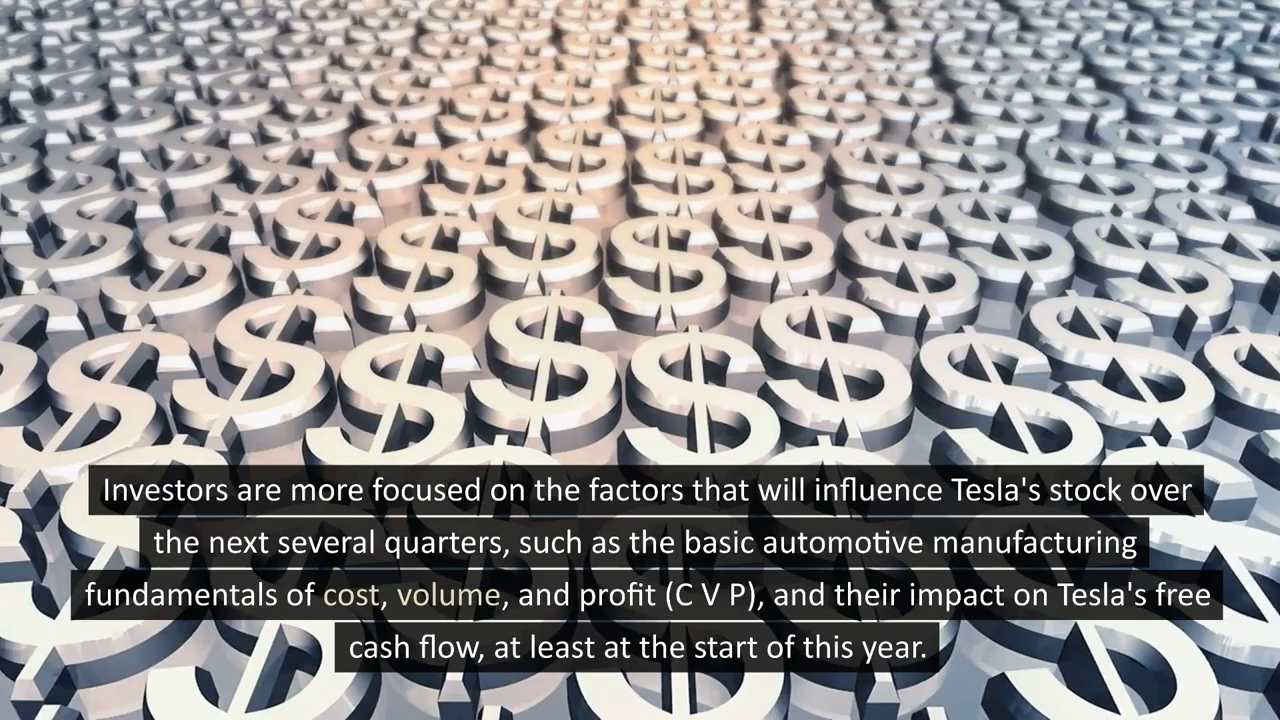 Investors are more focused on the factors that will influence Tesla's stock over
the next several quarters, such as the basic automotive manufacturing
fundamentals of cost, volume, and profit (C V P), and their impact on Tesla's free
cash flow, at least at the start of this year.